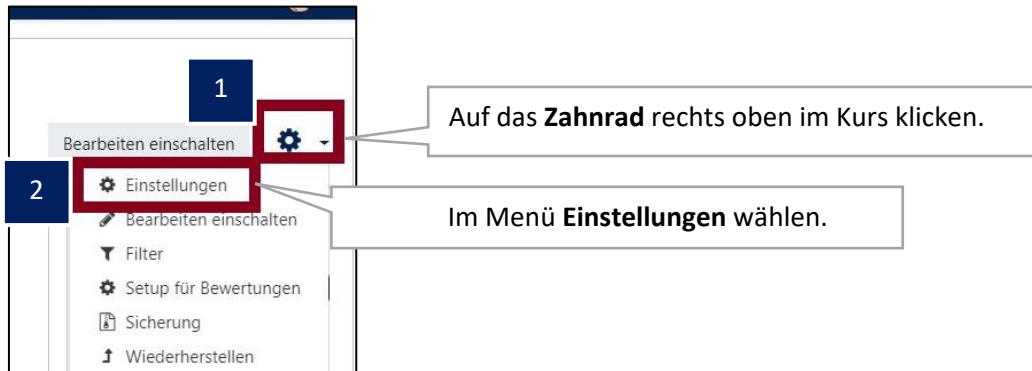 1
Auf das Zahnrad rechts oben im Kurs klicken.
Bearbeiten einschalten
2
Einstellungen
Im Menü Einstellungen wählen.
Bearbeiten einschalten
Filter
Setup für Bewertungen
Sicherung
Wiederherstellen